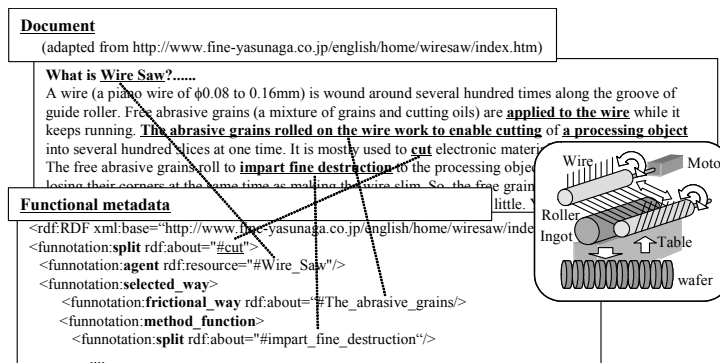 Document
(adapted from http://www.fine-yasunaga.co.jp/english/home/wiresaw/index.htm)
What is Wire Saw?......
A wire (a piano wire of φ0.08 to 0.16mm) is wound around several hundred times along the groove of
guide roller. Free abrasive grains (a mixture of grains and cutting oils) are applied to the wire while it
keeps running. The abrasive grains rolled on the wire work to enable cutting of a processing object
into several hundred slices at one time. It is mostly used to cut electronic
The free abrasive grains roll to impart fine destruction to the processing
losing their corners at the same time as making the wire slim. So, the free
little.
Functional metadata
<rdf:RDF xml:base="http://www.fine-yasunaga.co.jp/english/home/wiresaw/
<funnotation:split rdf:about="#cut">
<funnotation:agent rdf:resource="#Wire_Saw"/>
<funnotation:selected_way>
<funnotation:frictional_way rdf:about="#The_abrasive_grains/>
<funnotation:method_function>
<funnotation:split rdf:about="#impart_fine_destruction"/>
....
Wire
Roller
Ingot
Table
wafer